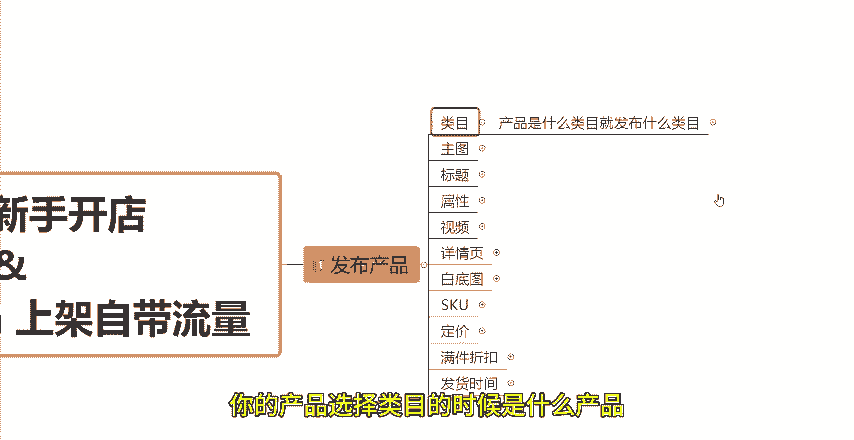 类目
产品是什么类目就发布什么类目
主图
标题
属性
视频
详情页
白底图
SKU
定价
满件折扣
发货时间
新手开店
&
上架自带流量
发布产品
你的产品选择类目的时候是什么产品